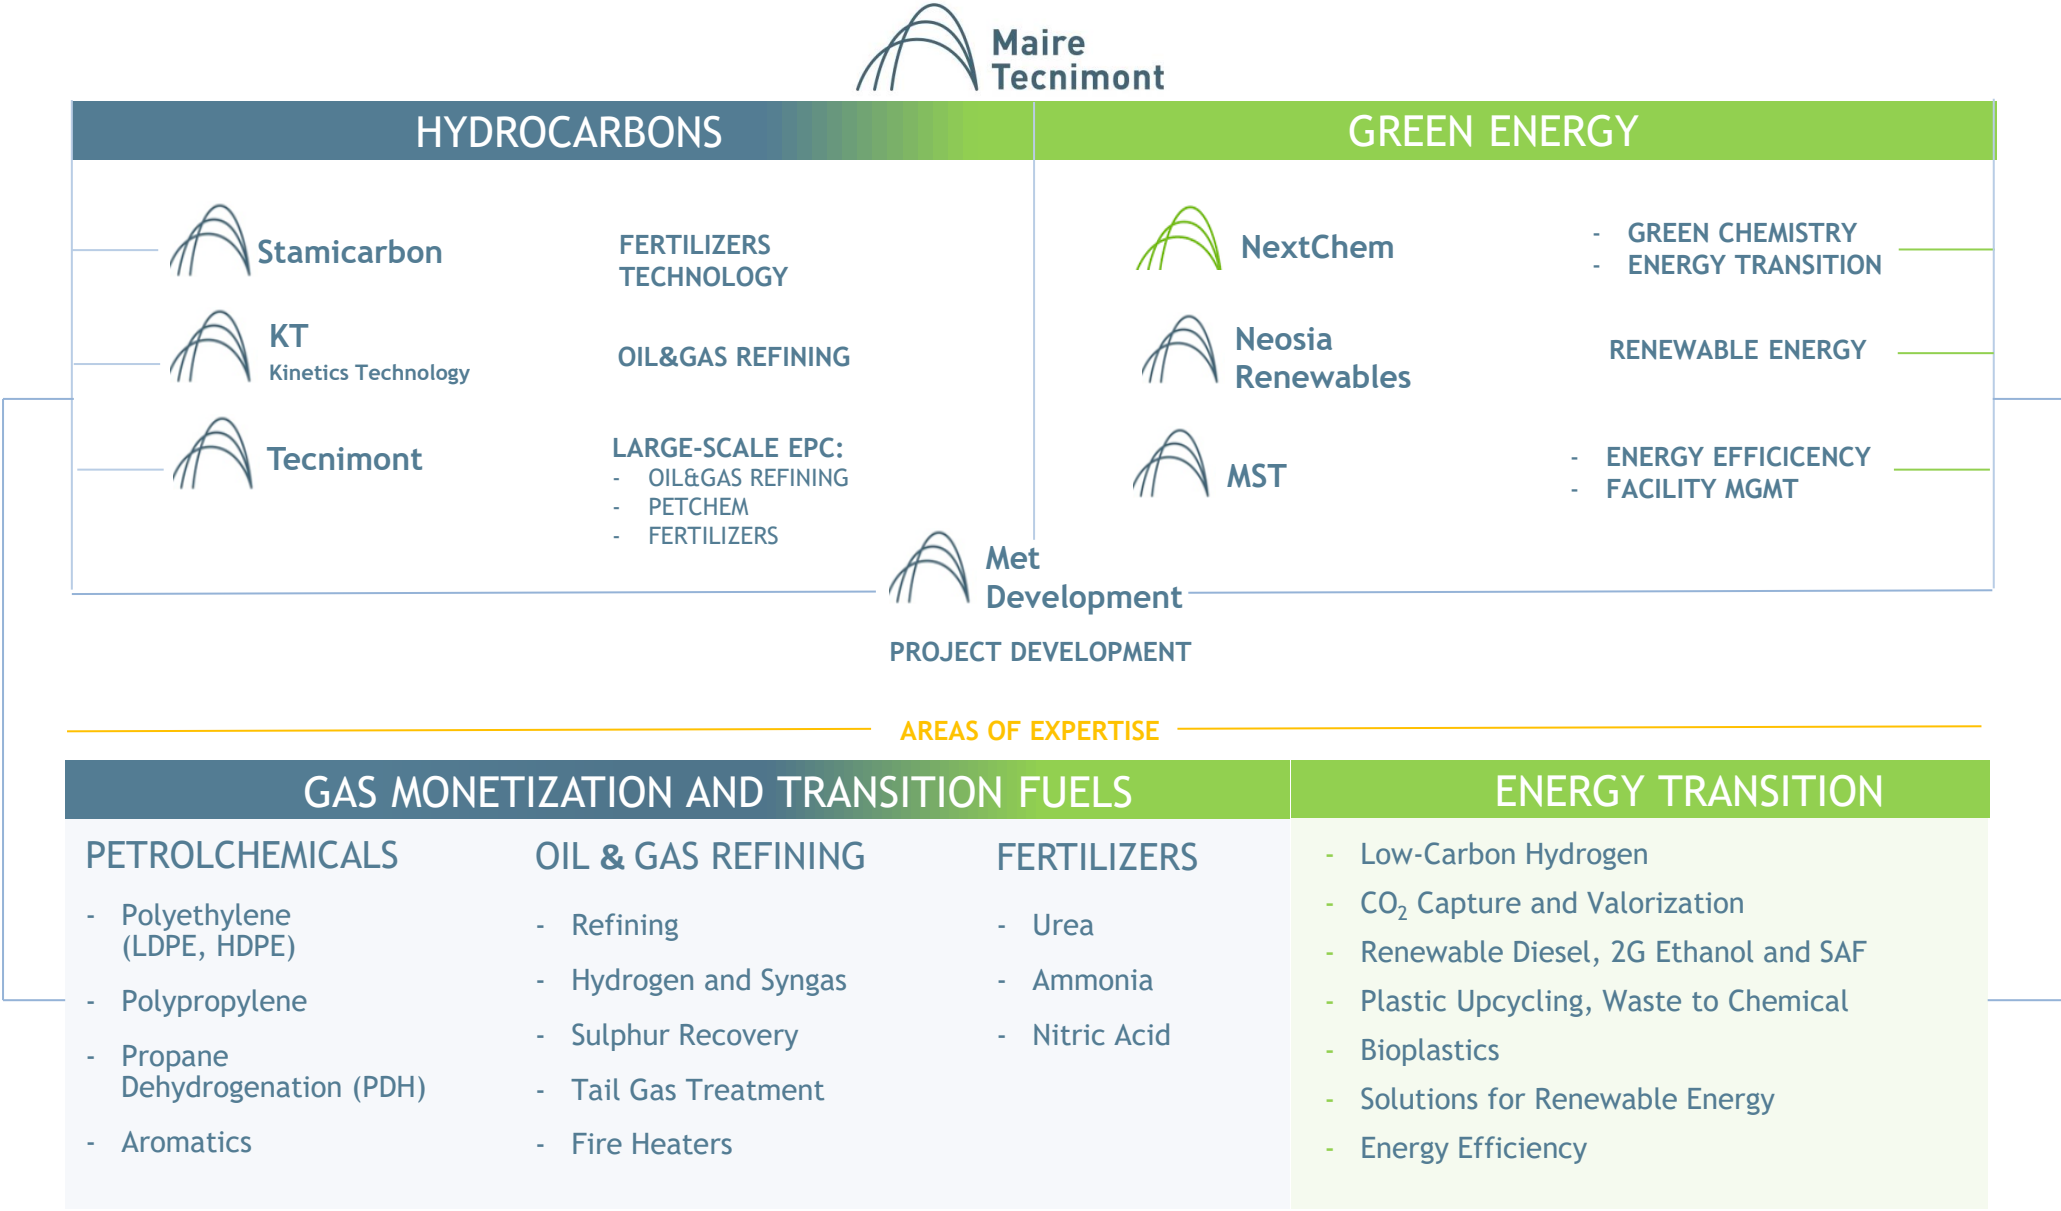 Maire
Tecnimont
HYDROCARBONS
GREEN ENERGY
Stamicarbon
FERTILIZERS
TECHNOLOGY
KT
Kinetics Technology
OIL&GAS REFINING
Tecnimont
LARGE-SCALE EPC:
- OIL&GAS REFINING
- PETCHEM
- FERTILIZERS
NextChem
- GREEN CHEMISTRY
- ENERGY TRANSITION
Neosia
Renewables
RENEWABLE ENERGY
MST
- ENERGY EFFICICENCY
- FACILITY MGMT
Met
Development
PROJECT DEVELOPMENT
AREAS OF EXPERTISE
GAS MONETIZATION AND TRANSITION FUELS
PETROLCHEMICALS
- Polyethylene
(LDPE, HDPE)
- Polypropylene
- Propane
Dehydrogenation (PDH)
- Aromatics
OIL & GAS REFINING
- Refining
- Hydrogen and Syngas
- Sulphur Recovery
- Tail Gas Treatment
- Fire Heaters
FERTILIZERS
- Urea
- Ammonia
- Nitric Acid
ENERGY TRANSITION
- Low-Carbon Hydrogen
- CO₂ Capture and Valorization
- Renewable Diesel, 2G Ethanol and SAF
- Plastic Upcycling, Waste to Chemical
- Bioplastics
- Solutions for Renewable Energy
- Energy Efficiency